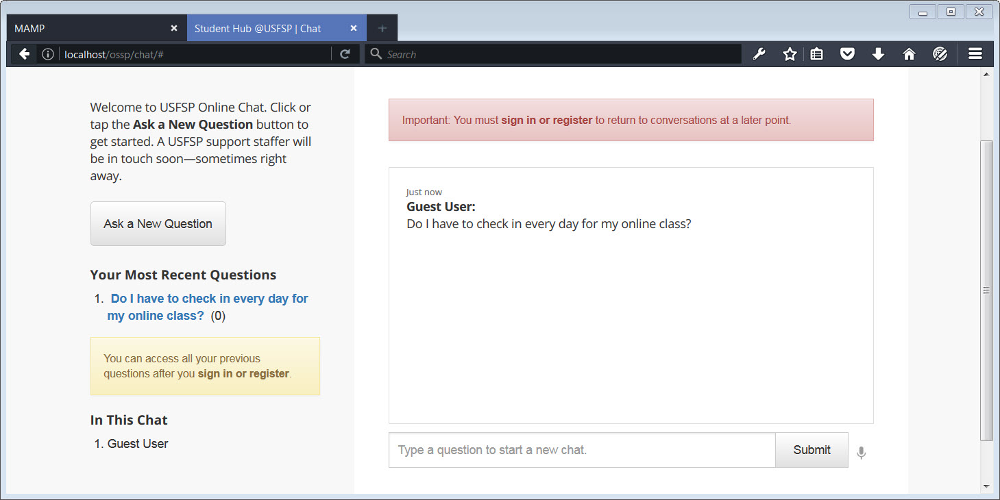 MAMP
Student Hub @USFSP | Chat
localhost/ossp/chat/#
Search
Welcome to USFSP Online Chat. Click or
tap the Ask a New Question button to
get started. A USFSP support staffer will
be in touch soon—sometimes right
away.
Ask a New Question
Your Most Recent Questions
1. Do I have to check in every day for
my online class? (0)
You can access all your previous
questions after you sign in or register.
In This Chat
1. Guest User
Important: You must sign in or register to return to conversations at a later point.
Just now
Guest User:
Do I have to check in every day for my online class?
Type a question to start a new chat.
Submit